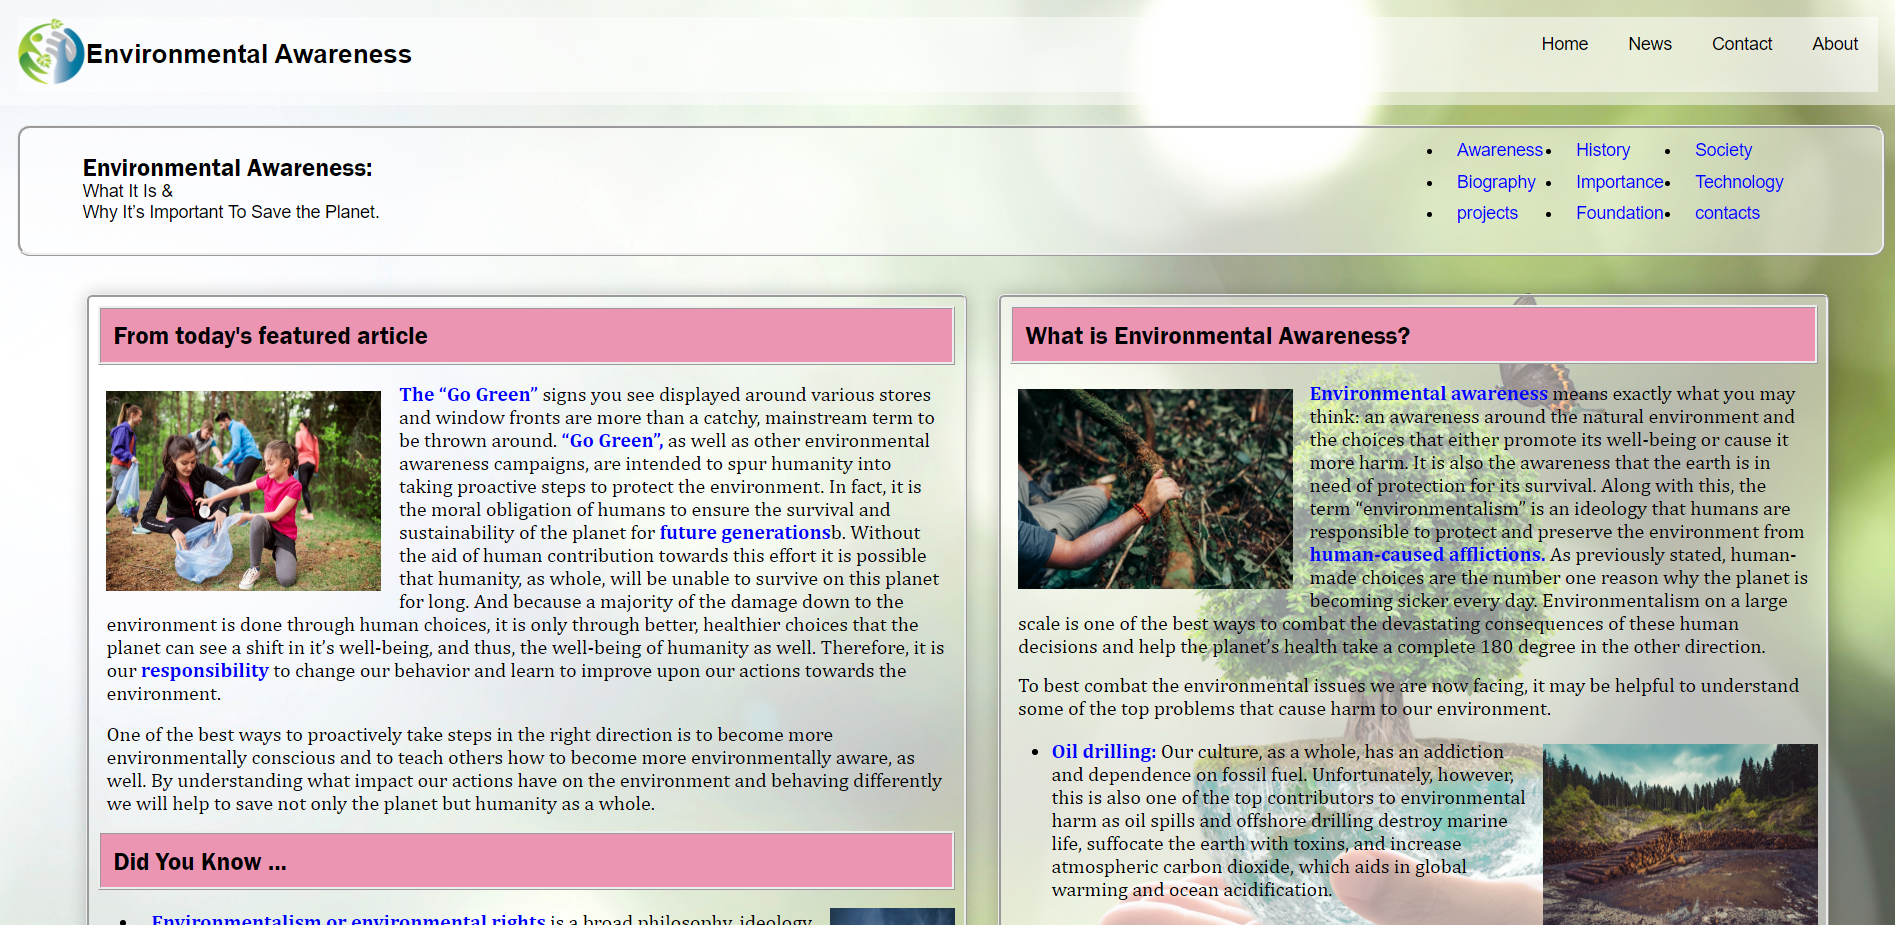 Environmental Awareness
Home News Contact About
Environmental Awareness:
What It Is &
Why It’s Important To Save the Planet.
Awareness History Society
Biography Importance Technology
projects Foundation contacts
From today's featured article
The “Go Green” signs you see displayed around various stores
and window fronts are more than a catchy, mainstream term to
be thrown around. “Go Green”, as well as other environmental
awareness campaigns, are intended to spur humanity into
taking proactive steps to protect the environment. In fact, it is
the moral obligation of humans to ensure the survival and
sustainability of the planet for future generationsb. Without
the aid of human contribution towards this effort it is possible
that humanity, as whole, will be unable to survive on this planet
for long. And because a majority of the damage down to the
environment is done through human choices, it is only through better, healthier choices that the
planet can see a shift in it’s well-being, and thus, the well-being of humanity as well. Therefore, it is
our responsibility to change our behavior and learn to improve upon our actions towards the
environment.
One of the best ways to proactively take steps in the right direction is to become more
environmentally conscious and to teach others how to become more environmentally aware, as
well. By understanding what impact our actions have on the environment and behaving differently
we will help to save not only the planet but humanity as a whole.
Did You Know ...
Environmentalism or environmental rights is a broad philosophy, ideology
What is Environmental Awareness?
Environmental awareness means exactly what you may
think: an awareness around the natural environment and
the choices that either promote its well-being or cause it
more harm. It is also the awareness that the earth is in
need of protection for its survival. Along with this, the
term “environmentalism” is an ideology that humans are
responsible to protect and preserve the environment from
human-caused afflictions. As previously stated, human-
made choices are the number one reason why the planet is
becoming sicker every day. Environmentalism on a large
scale is one of the best ways to combat the devastating consequences of these human
decisions and help the planet’s health take a complete 180 degree in the other direction.
To best combat the environmental issues we are now facing, it may be helpful to understand
some of the top problems that cause harm to our environment.
Oil drilling: Our culture, as a whole, has an addiction
and dependence on fossil fuel. Unfortunately, however,
this is also one of the top contributors to environmental
harm as oil spills and offshore drilling destroy marine
life, suffocate the earth with toxins, and increase
atmospheric carbon dioxide, which aids in global
warming and ocean acidification.